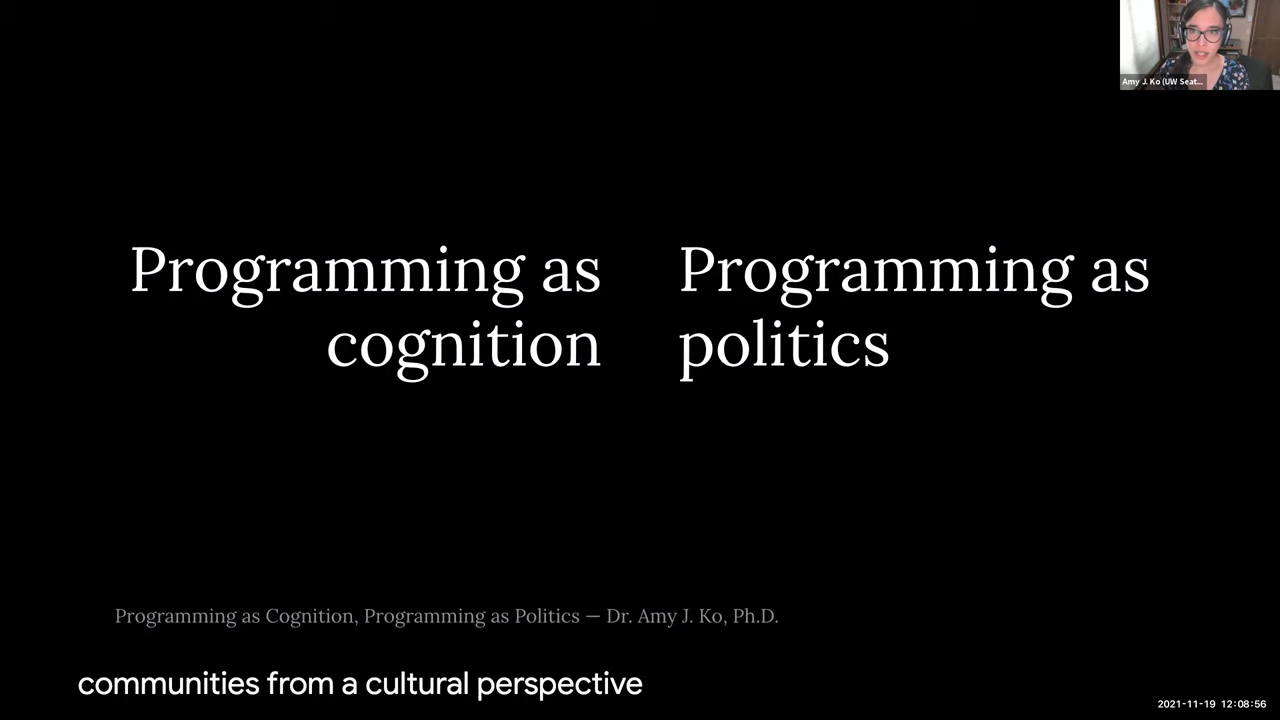 Amy J. Ko (UW Seat...
Programming as
cognition
Programming as
politics
Programming as Cognition, Programming as Politics — Dr. Amy J. Ko, Ph.D.
communities from a cultural perspective
2021-11-19 12:08:56